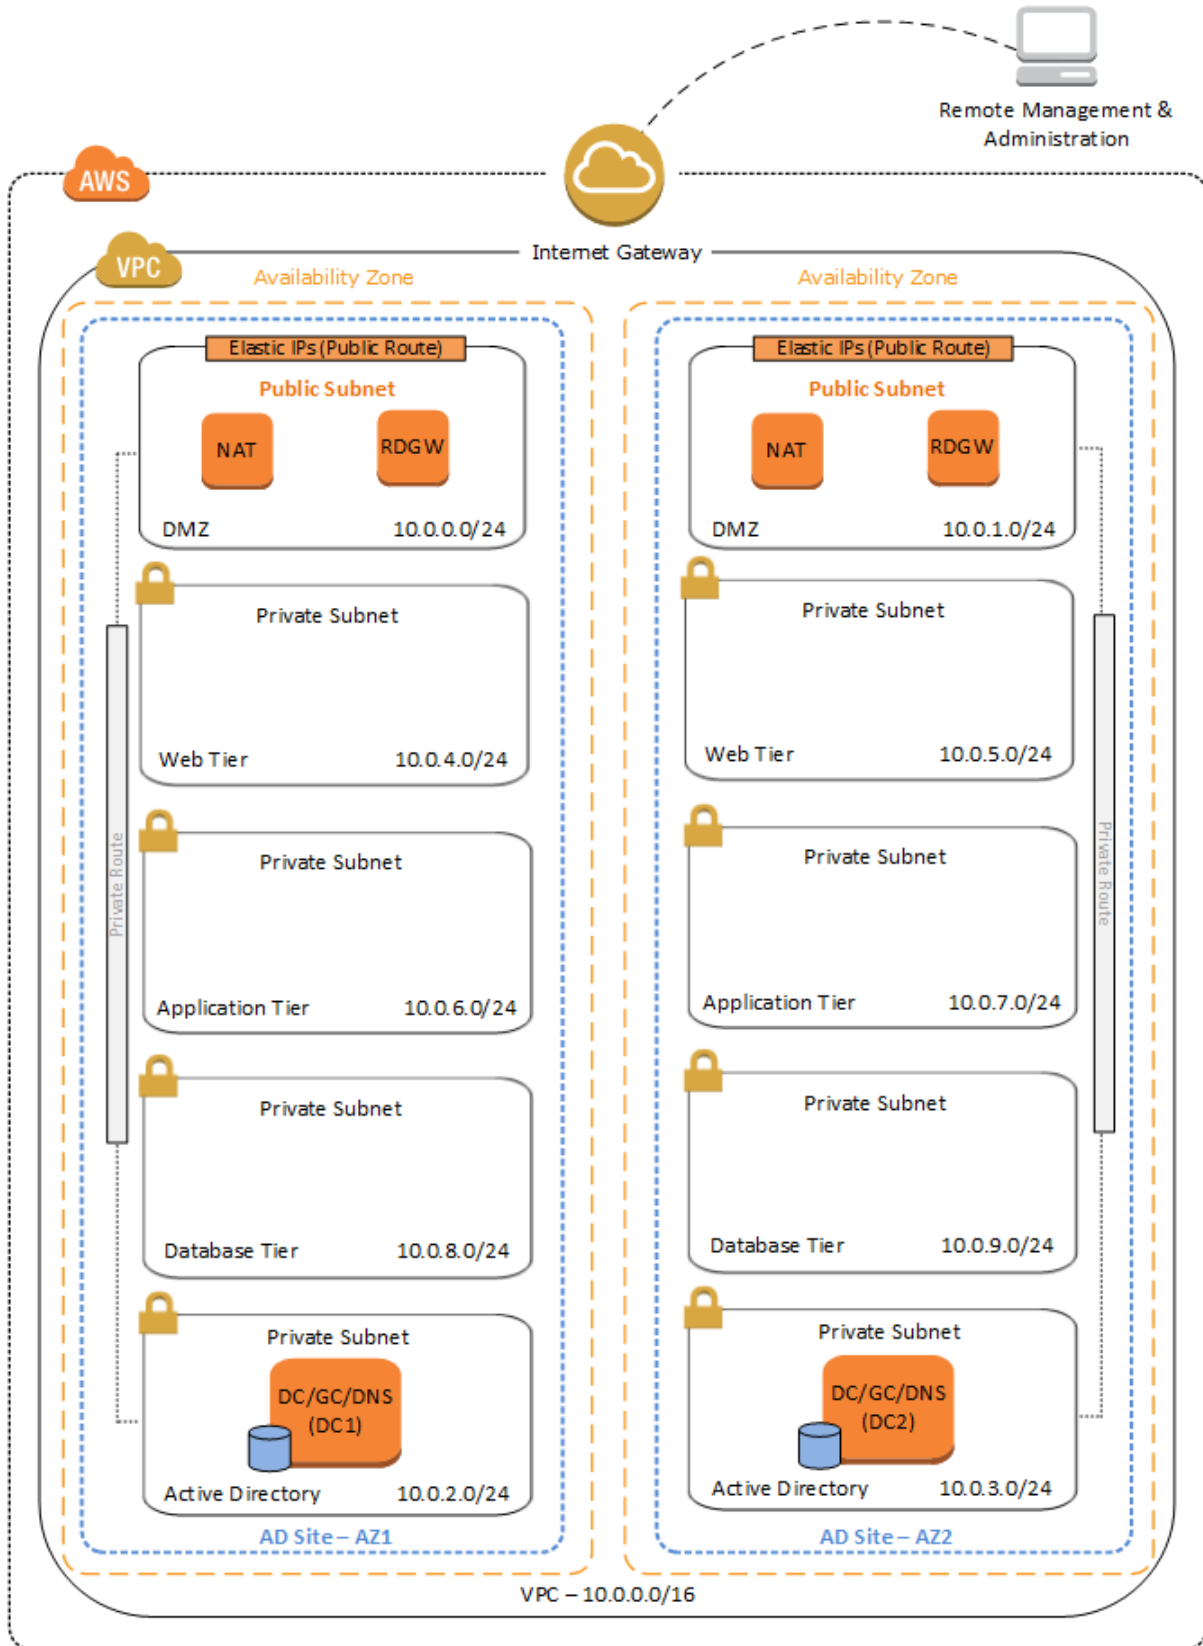 Remote Management &
Administration
AWS
Internet Gateway
VPC
Availability Zone
Elastic IPs (Public Route)
Public Subnet
NAT
RDGW
DMZ
10.0.0.0/24
Private Subnet
Web Tier
10.0.4.0/24
Private Route
Private Subnet
Application Tier
10.0.6.0/24
Private Subnet
Database Tier
10.0.8.0/24
Private Subnet
DC/GC/DNS
(DC1)
Active Directory
10.0.2.0/24
AD Site – AZ1
Availability Zone
Elastic IPs (Public Route)
Public Subnet
NAT
RDGW
DMZ
10.0.1.0/24
Private Subnet
Web Tier
10.0.5.0/24
Private Route
Private Subnet
Application Tier
10.0.7.0/24
Private Subnet
Database Tier
10.0.9.0/24
Private Subnet
DC/GC/DNS
(DC2)
Active Directory
10.0.3.0/24
AD Site – AZ2
VPC – 10.0.0.0/16